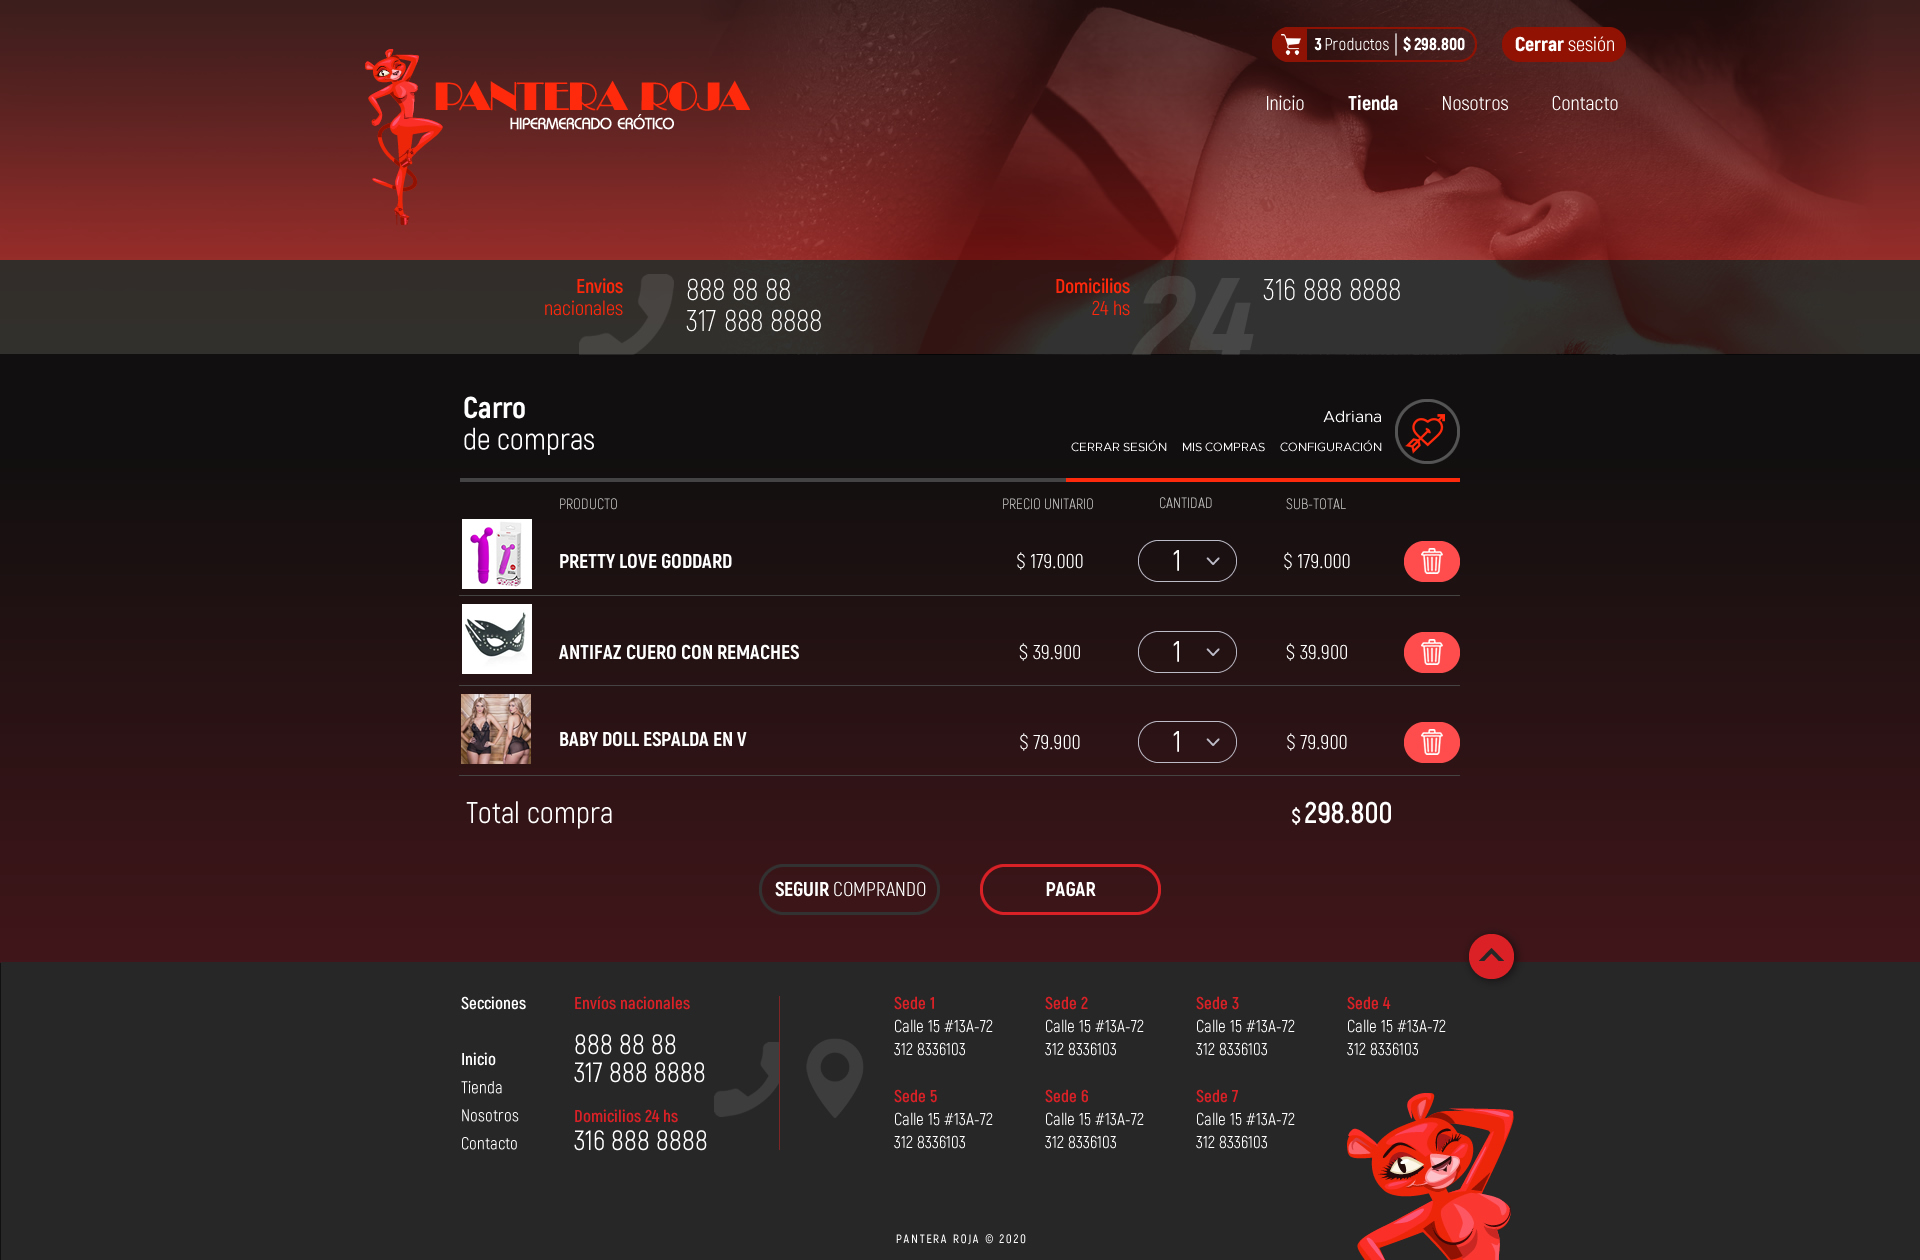 3 Productos | $ 298.800
Cerrar sesión
PANTERA ROJA
HIPERMERCADO ERÓTICO
Inicio
Tienda
Nosotros
Contacto
Envios
nacionales
888 88 88
317 888 8888
Domicilios
24 hs
24
316 888 8888
Carro
de compras
Adriana
CERRAR SESIÓN
MIS COMPRAS
CONFIGURACIÓN
PRODUCTO
PRECIO UNITARIO
CANTIDAD
SUB-TOTAL
PRETTY LOVE GODDARD
$ 179.000
1
$ 179.000
ANTIFAZ CUERO CON REMACHES
$ 39.900
1
$ 39.900
BABY DOLL ESPALDA EN V
$ 79.900
1
$ 79.900
Total compra
$ 298.800
SEGUIR COMPRANDO
PAGAR
Secciones
Inicio
Tienda
Nosotros
Contacto
Envíos nacionales
888 88 88
317 888 8888
Domicilios 24 hs
316 888 8888
Sede 1
Calle 15 #13A-72
312 8336103
Sede 2
Calle 15 #13A-72
312 8336103
Sede 3
Calle 15 #13A-72
312 8336103
Sede 4
Calle 15 #13A-72
312 8336103
Sede 5
Calle 15 #13A-72
312 8336103
Sede 6
Calle 15 #13A-72
312 8336103
Sede 7
Calle 15 #13A-72
312 8336103
PANTERA ROJA © 2020